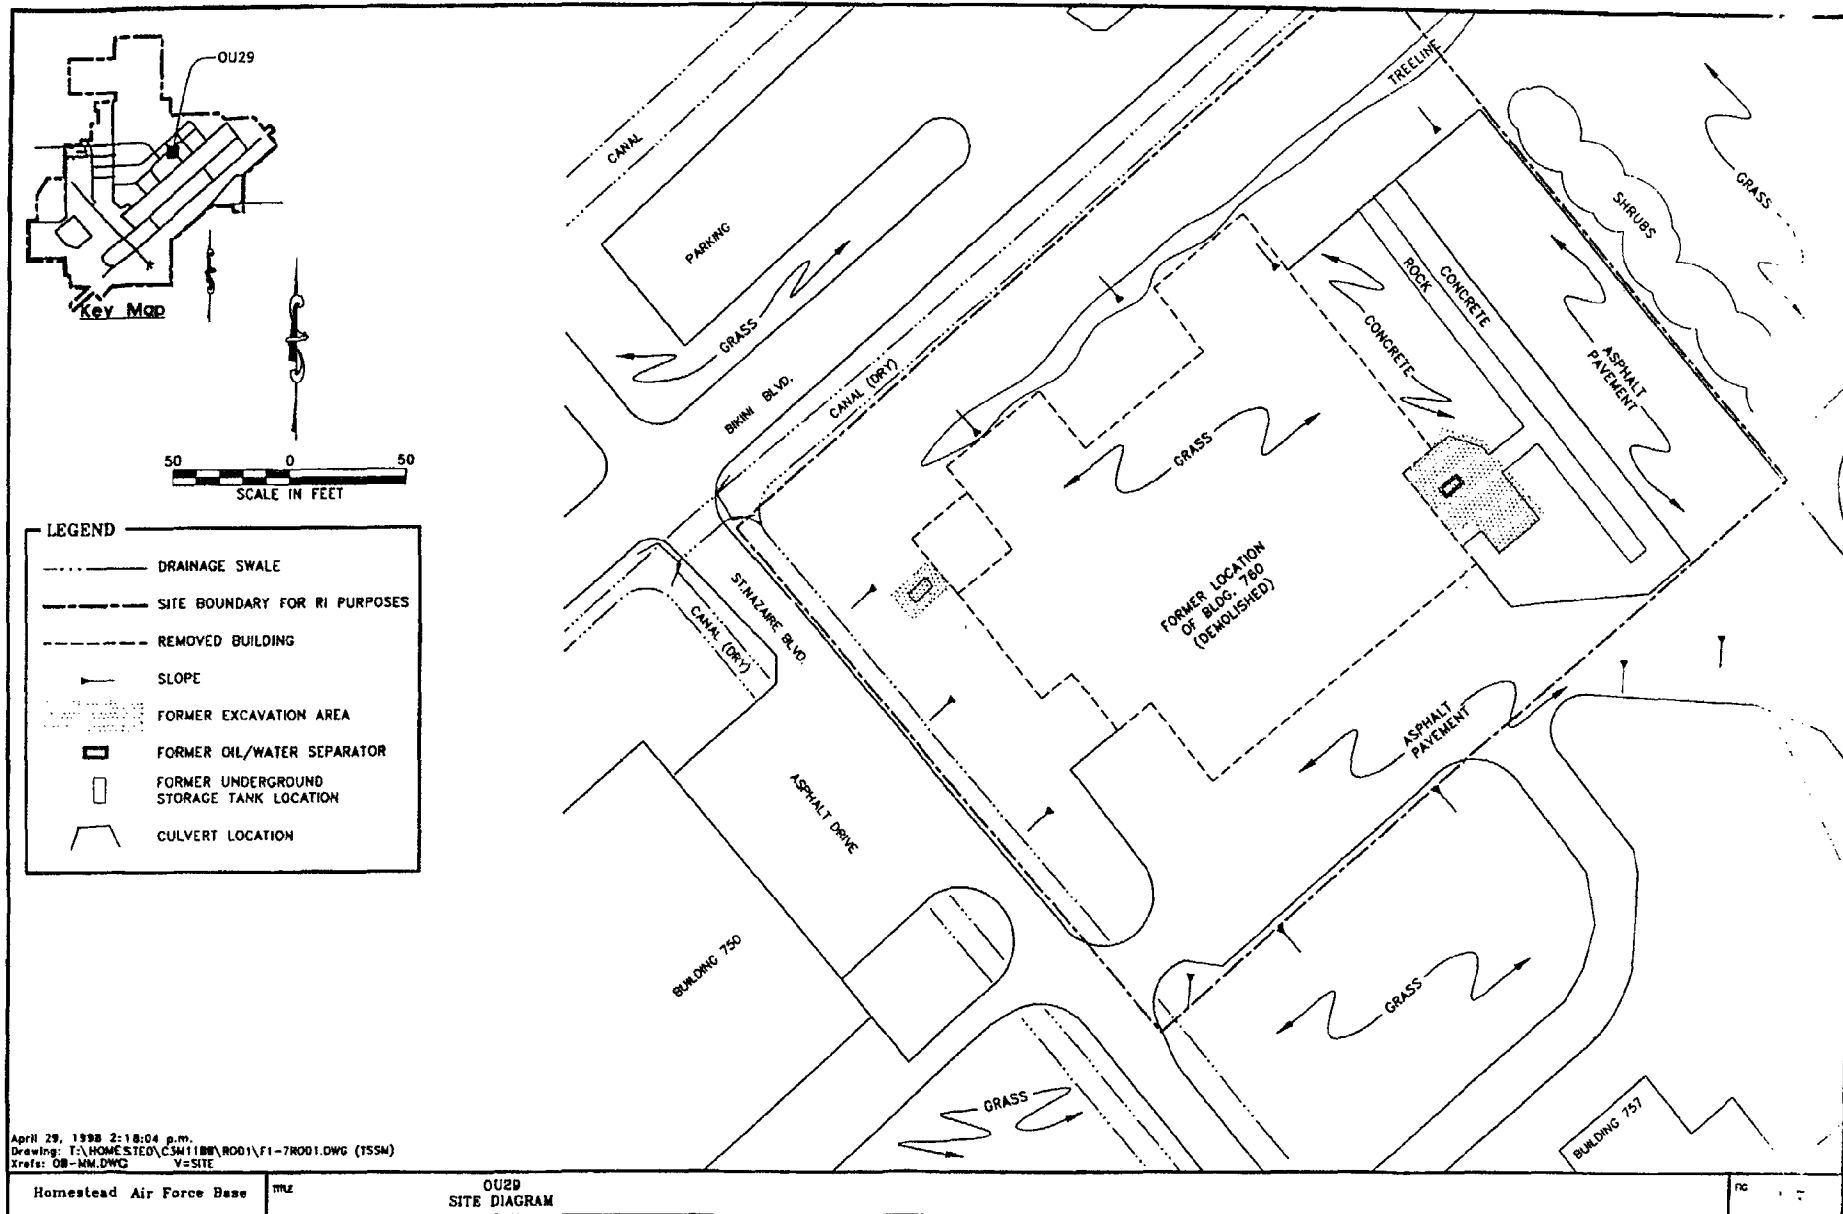 OU29
Key Map
50 0 50
SCALE IN FEET
LEGEND
DRAINAGE SWALE
SITE BOUNDARY FOR RI PURPOSES
REMOVED BUILDING
SLOPE
FORMER EXCAVATION AREA
FORMER OIL/WATER SEPARATOR
FORMER UNDERGROUND
STORAGE TANK LOCATION
CULVERT LOCATION
CANAL
PARKING
GRASS
BIKINI BLVD.
CANAL (DRY)
TREELINE
GRASS
SHRUBS
ROCK
CONCRETE
CONCRETE
ASPHALT
PAVEMENT
GRASS
FORMER LOCATION
OF BLDG. 760
(DEMOLISHED)
ST.NAZAIRE BLVD.
CANAL (DRY)
ASPHALT DRIVE
ASPHALT
PAVEMENT
BUILDING 750
GRASS
GRASS
BUILDING 757
April 29, 1998 2:18:04 p.m.
Drawing: (TSSM)
Xrefs: V=SITE
Homestead Air Force Base
TITLE
OU29
SITE DIAGRAM
FIG